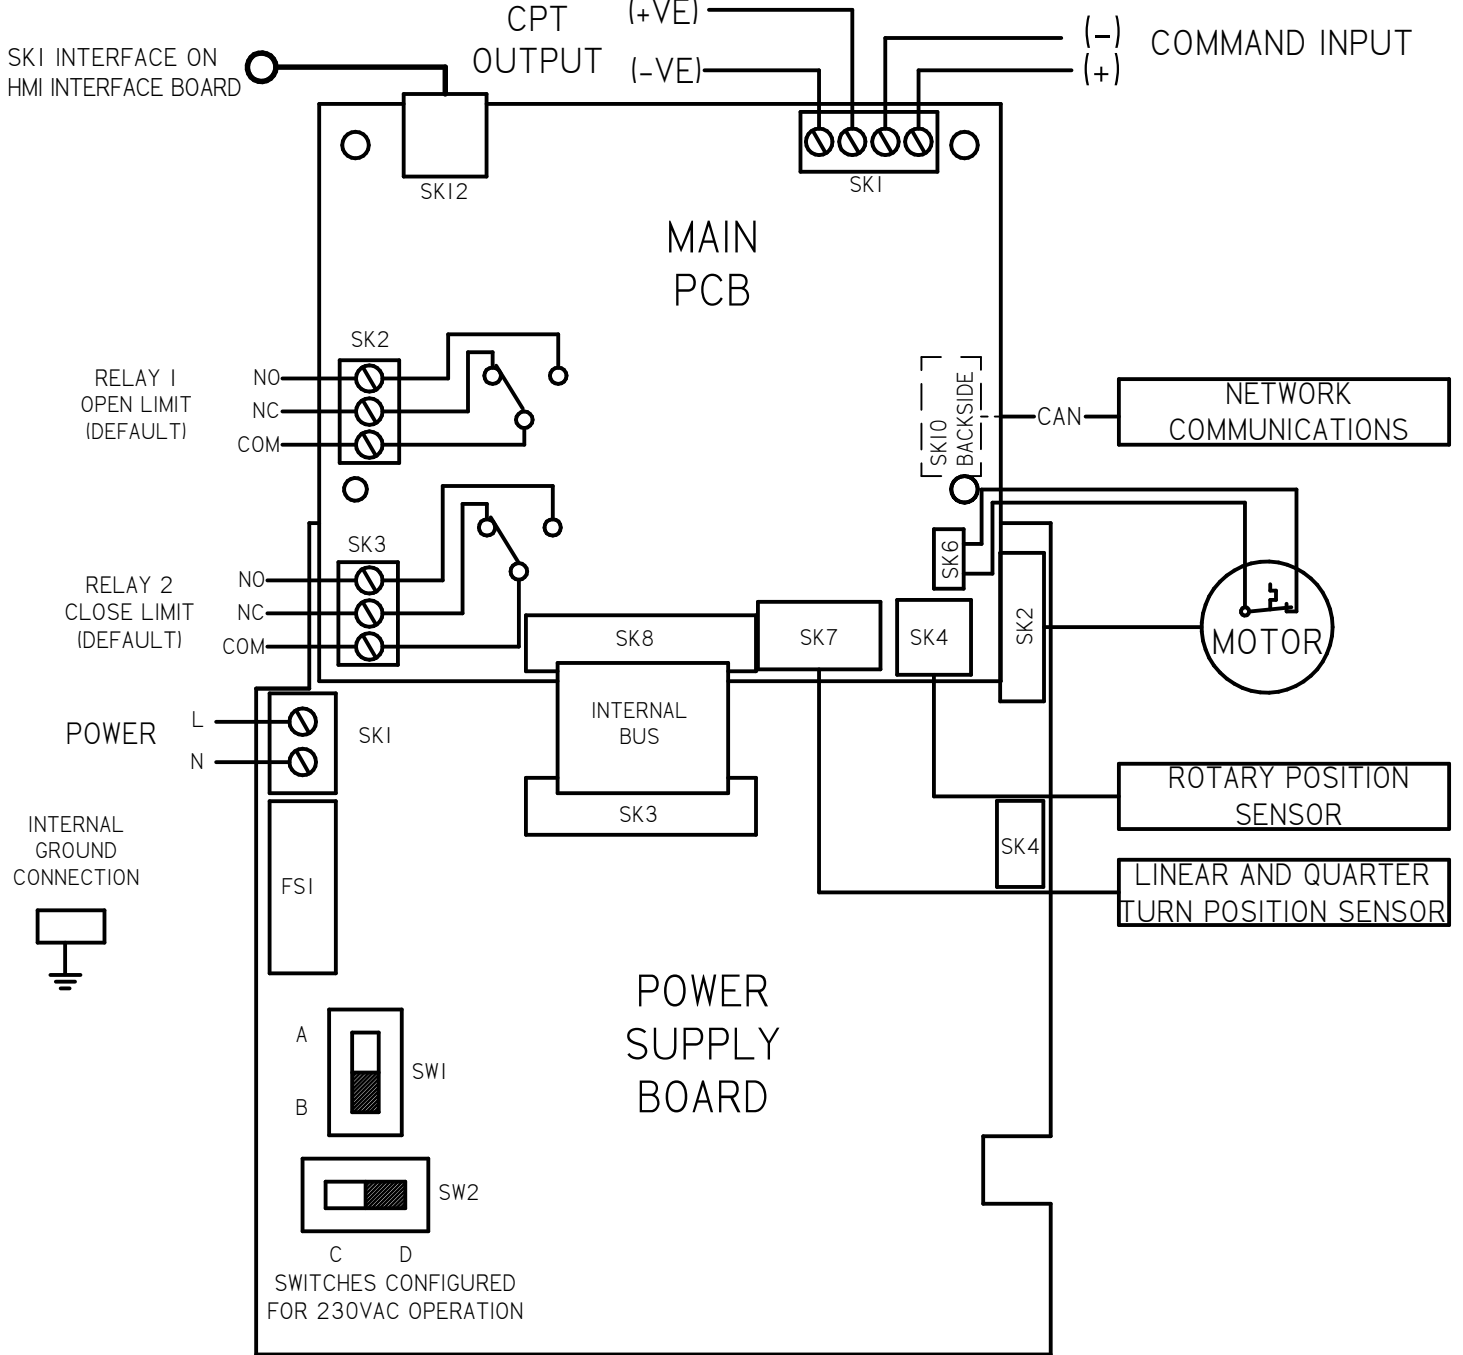 CPT
OUTPUT
(+VE)
(-VE)
(-)
(+)
COMMAND INPUT
SK1 INTERFACE ON
HMI INTERFACE BOARD
SK12
SK1
MAIN
PCB
SK2
RELAY 1
OPEN LIMIT
(DEFAULT)
NO
NC
COM
SK10
BACKSIDE
CAN
NETWORK
COMMUNICATIONS
SK3
RELAY 2
CLOSE LIMIT
(DEFAULT)
NO
NC
COM
SK6
SK8
SK7
SK4
SK2
MOTOR
INTERNAL
BUS
SK3
POWER
L
N
SK1
ROTARY POSITION
SENSOR
SK4
LINEAR AND QUARTER
TURN POSITION SENSOR
INTERNAL
GROUND
CONNECTION
FS1
POWER
SUPPLY
BOARD
A
B
SW1
SW2
C D
SWITCHES CONFIGURED
FOR 230VAC OPERATION